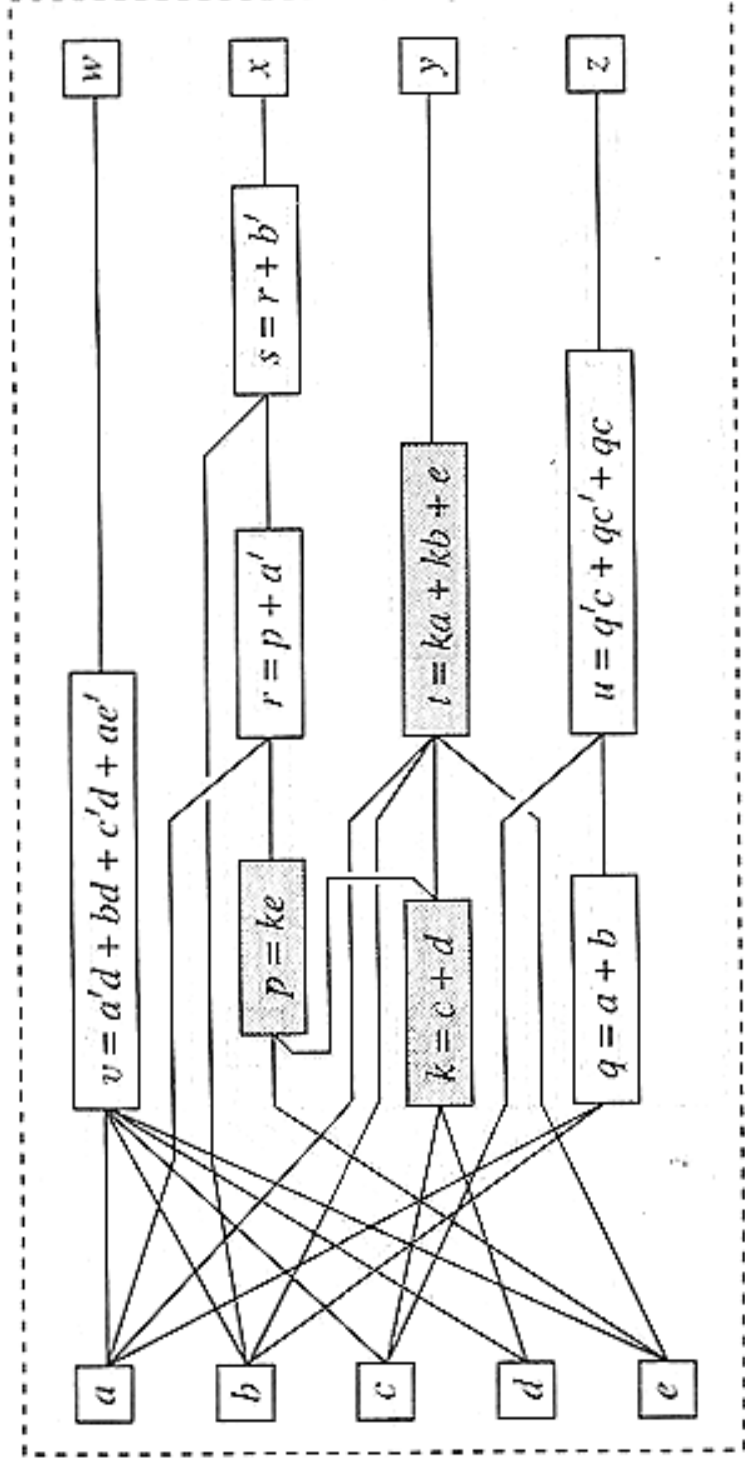 w
x
y
z
s = r + b′
r = p + a′
t = ka + kb + e
u = q′c + qc′ + qc
v = a′d + bd + c′d + ae′
p = ke
k = c + d
q = a + b
a
b
c
d
e